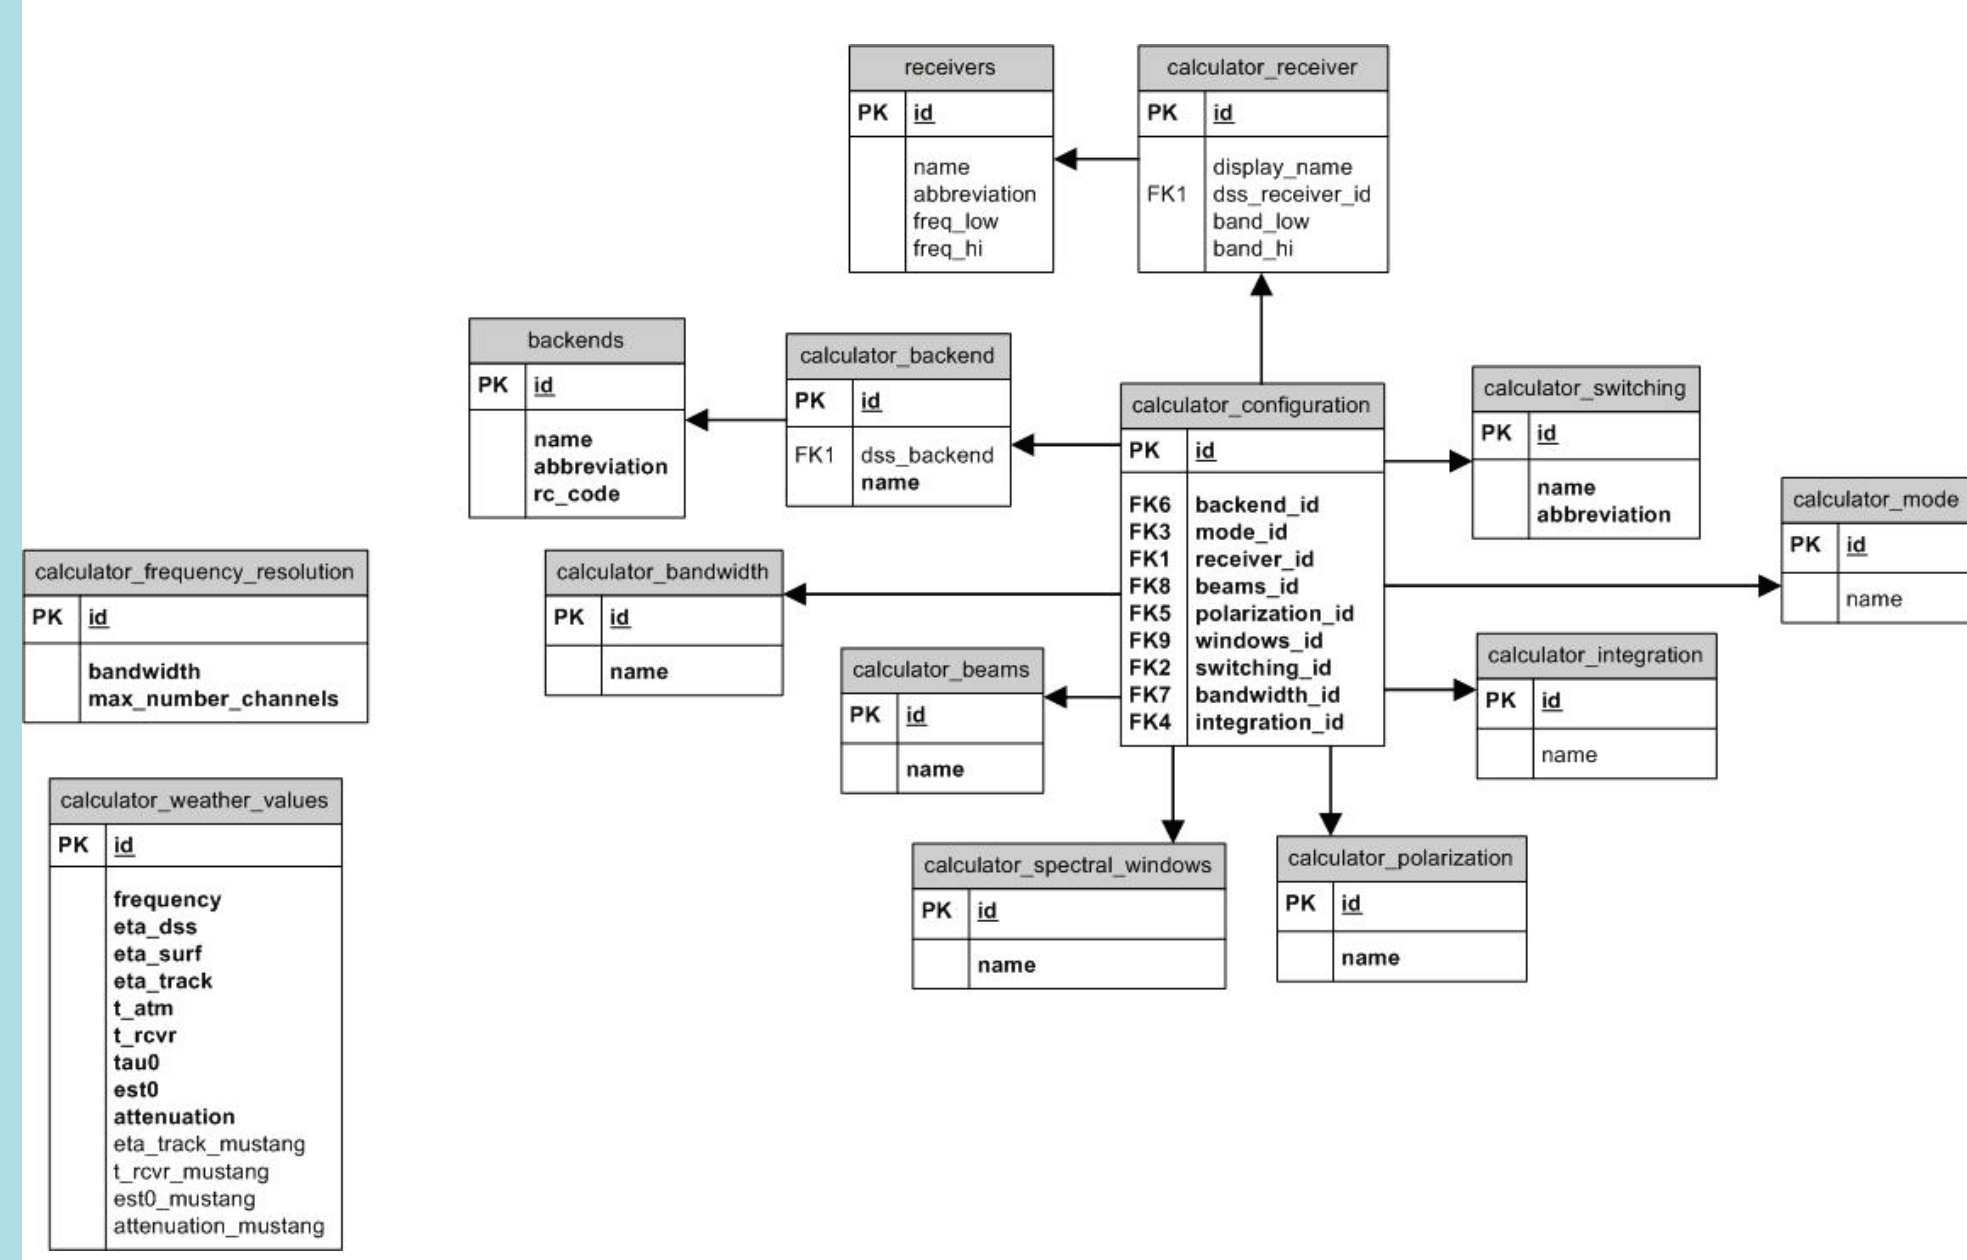 receivers
PK id
name
abbreviation
freq_low
freq_hi
calculator_receiver
PK id
display_name
FK1 dss_receiver_id
band_low
band_hi
backends
PK id
name
abbreviation
rc_code
calculator_backend
PK id
FK1 dss_backend
name
calculator_configuration
PK id
FK6 backend_id
FK3 mode_id
FK1 receiver_id
FK8 beams_id
FK5 polarization_id
FK9 windows_id
FK2 switching_id
FK7 bandwidth_id
FK4 integration_id
calculator_switching
PK id
name
abbreviation
calculator_mode
PK id
name
calculator_frequency_resolution
PK id
bandwidth
max_number_channels
calculator_bandwidth
PK id
name
calculator_beams
PK id
name
calculator_integration
PK id
name
calculator_weather_values
PK id
frequency
eta_dss
eta_surf
eta_track
t_atm
t_rcvr
tau0
est0
attenuation
eta_track_mustang
t_rcvr_mustang
est0_mustang
attenuation_mustang
calculator_spectral_windows
PK id
name
calculator_polarization
PK id
name